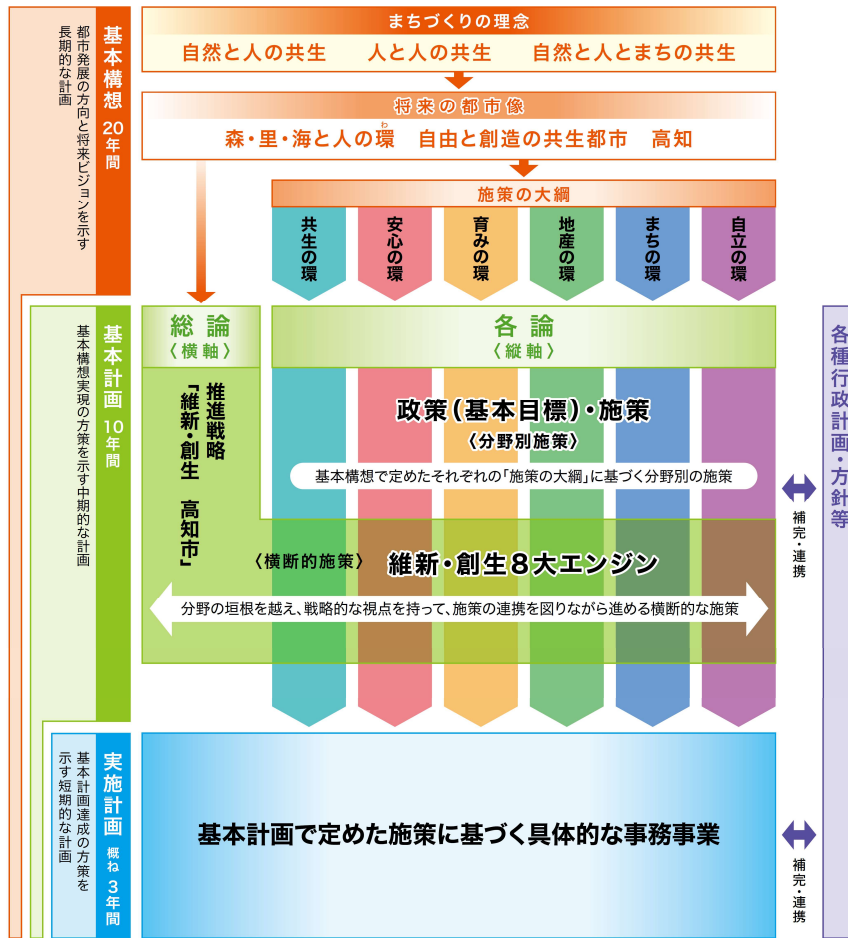 基本構想 20年間
都市発展の方向と将来ビジョンを示す
長期的な計画
まちづくりの理念
自然と人の共生 人と人の共生 自然と人とまちの共生
将来の都市像
わ
森・里・海と人の環 自由と創造の共生都市 高知
施策の大綱
共生の環
安心の環
育みの環
地産の環
まちの環
自立の環
基本計画 10年間
基本構想実現の方策を示す中期的な計画
総論
〈横軸〉
推進戦略
「維新・創生 高知市」
各論
〈縦軸〉
政策(基本目標)・施策
〈分野別施策〉
基本構想で定めたそれぞれの「施策の大綱」に基づく分野別の施策
〈横断的施策〉 維新・創生8大エンジン
分野の垣根を越え、戦略的な視点を持って、施策の連携を図りながら進める横断的な施策
補完・連携
各種行政計画・方針等
実施計画 概ね 3年間
基本計画達成の方策を
示す短期的な計画
基本計画で定めた施策に基づく具体的な事務事業
補完・連携